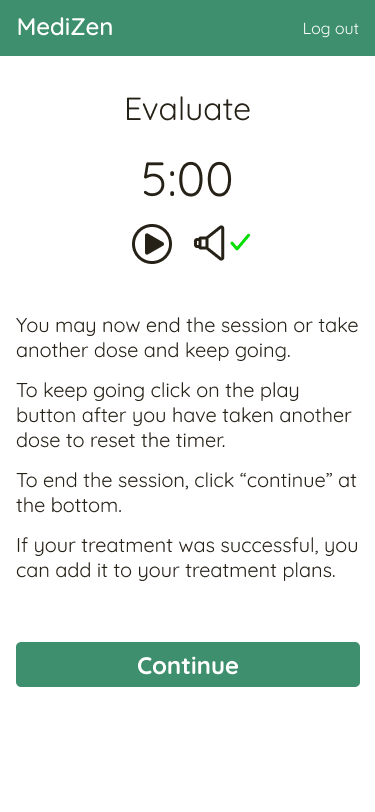 MediZen
Log out
Evaluate
5:00
You may now end the session or take
another dose and keep going.
To keep going click on the play
button after you have taken another
dose to reset the timer.
To end the session, click “continue” at
the bottom.
If your treatment was successful, you
can add it to your treatment plans.
Continue